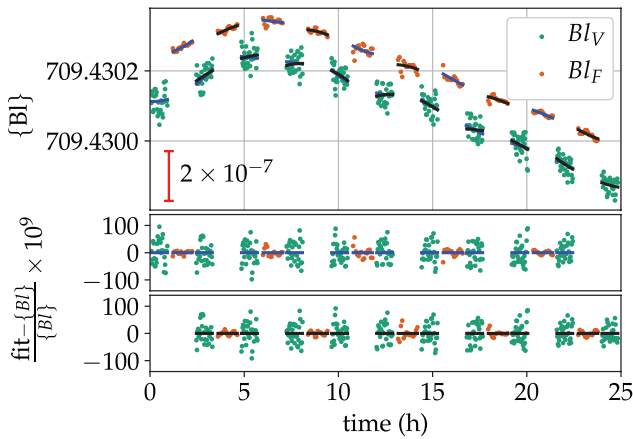 {Bl}
709.4302
709.4300
2 × 10⁻⁷
Bl_V
Bl_F
100
0
−100
100
0
−100
fit−{Bl}
{Bl}
× 10⁹
0 5 10 15 20 25
time (h)